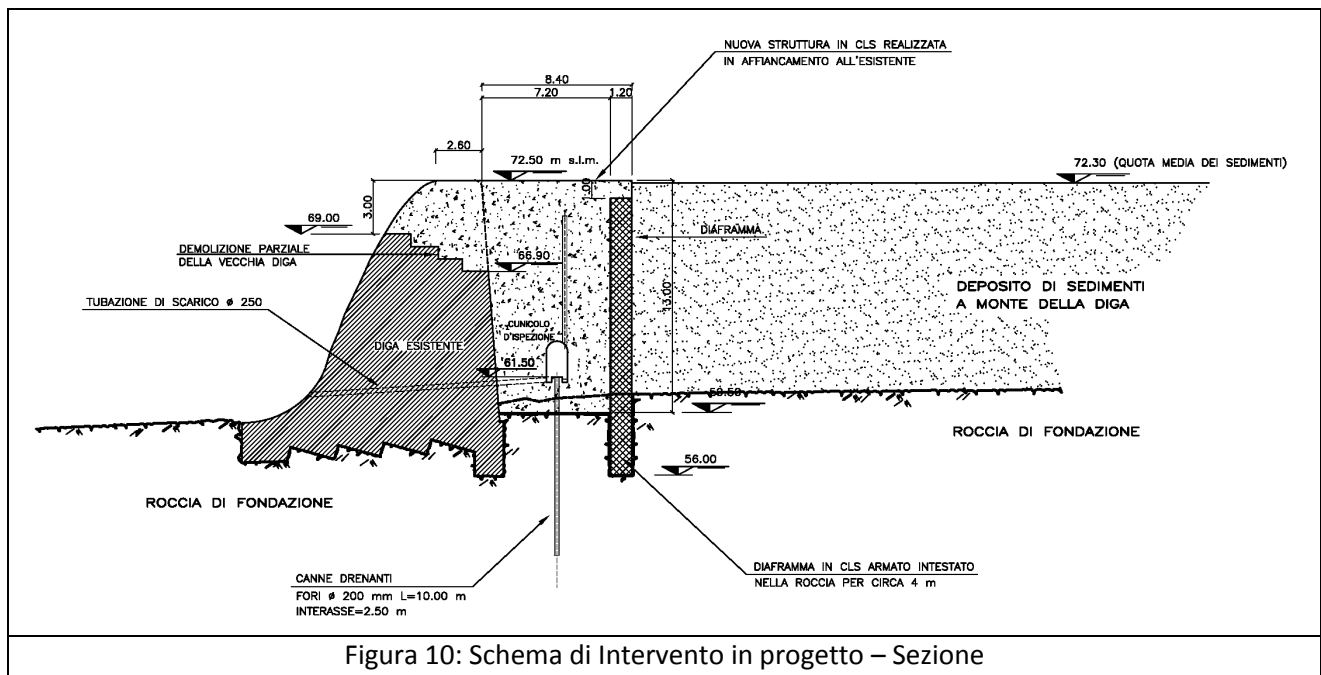 NUOVA STRUTTURA IN CLS REALIZZATA
IN AFFIANCAMENTO ALL'ESISTENTE
8.40
7.20
1.20
2.60
72.50 m s.l.m.
72.30 (QUOTA MEDIA DEI SEDIMENTI)
3.00
69.00
DIAFRAMMA
DEMOLIZIONE PARZIALE
DELLA VECCHIA DIGA
66.90
DEPOSITO DI SEDIMENTI
A MONTE DELLA DIGA
13.00
TUBAZIONE DI SCARICO ø 250
CUNICOLO
D'ISPEZIONE
DIGA ESISTENTE
61.50
59.50
ROCCIA DI FONDAZIONE
56.00
ROCCIA DI FONDAZIONE
CANNE DRENANTI
FORI ø 200 mm L=10.00 m
INTERASSE=2.50 m
DIAFRAMMA IN CLS ARMATO INTESTATO
NELLA ROCCIA PER CIRCA 4 m
Figura 10: Schema di Intervento in progetto – Sezione